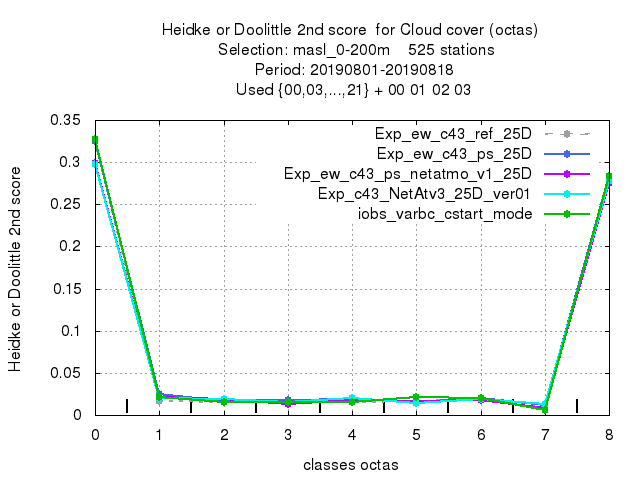 Heidke or Doolittle 2nd score  for Cloud cover (octas)
Selection: masl_0-200m    525 stations
Period: 20190801-20190818
Used {00,03,...,21} + 00 01 02 03
Heidke or Doolittle 2nd score
0.35
0.3
0.25
0.2
0.15
0.1
0.05
0
Exp_ew_c43_ref_25D
Exp_ew_c43_ps_25D
Exp_ew_c43_ps_netatmo_v1_25D
Exp_c43_NetAtv3_25D_ver01
iobs_varbc_cstart_mode
0 1 2 3 4 5 6 7 8
classes octas